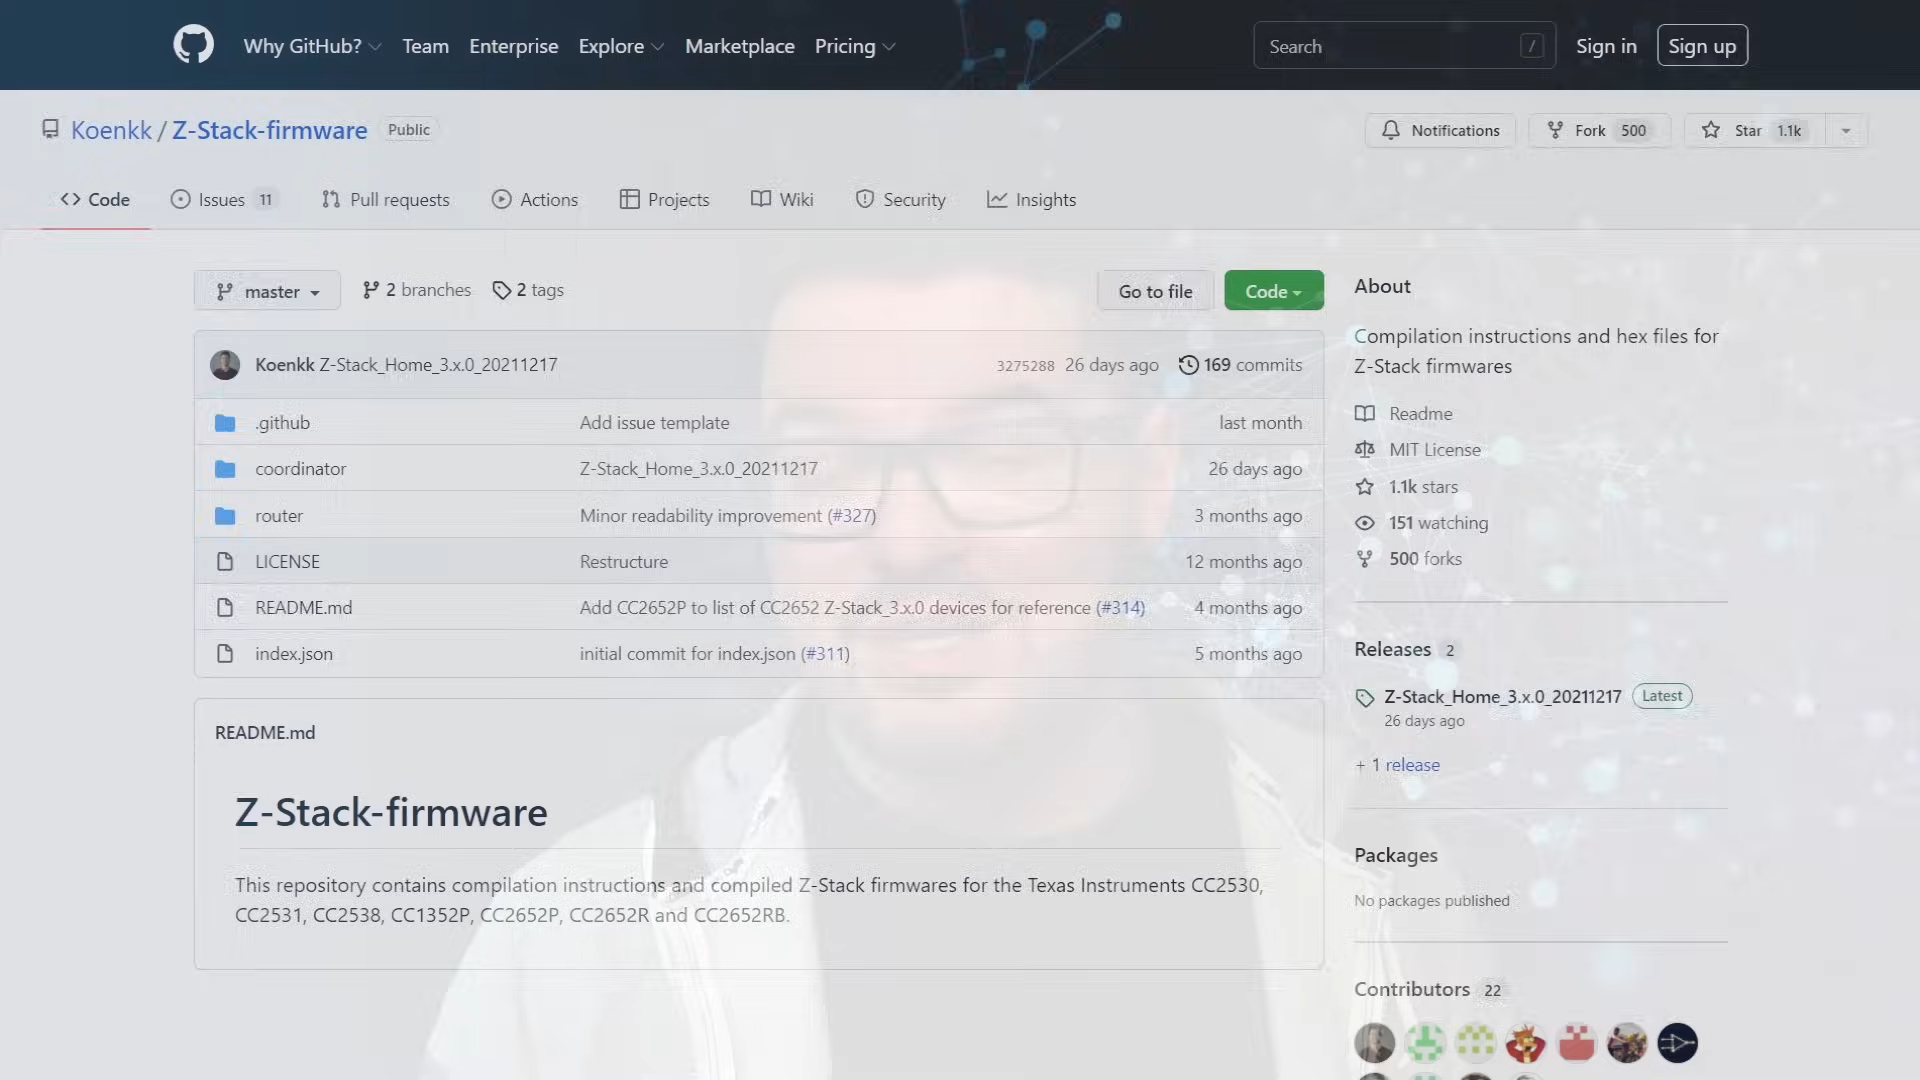 Why GitHub? Team Enterprise Explore Marketplace Pricing Search / Sign in Sign up
Koenkk / Z-Stack-firmware Public Notifications Fork 500 Star 1.1k
Code Issues 11 Pull requests Actions Projects Wiki Security Insights
master 2 branches 2 tags Go to file Code
Koenkk Z-Stack_Home_3.x.0_20211217 3275288 26 days ago 169 commits
.github Add issue template last month
coordinator Z-Stack_Home_3.x.0_20211217 26 days ago
router Minor readability improvement (#327) 3 months ago
LICENSE Restructure 12 months ago
README.md Add CC2652P to list of CC2652 Z-Stack_3.x.0 devices for reference (#314) 4 months ago
index.json initial commit for index.json (#311) 5 months ago
README.md
Z-Stack-firmware
This repository contains compilation instructions and compiled Z-Stack firmwares for the Texas Instruments CC2530,
CC2531, CC2538, CC1352P, CC2652P, CC2652R and CC2652RB.
About
Compilation instructions and hex files for
Z-Stack firmwares
Readme
MIT License
1.1k stars
151 watching
500 forks
Releases 2
Z-Stack_Home_3.x.0_20211217 Latest
26 days ago
+ 1 release
Packages
No packages published
Contributors 22